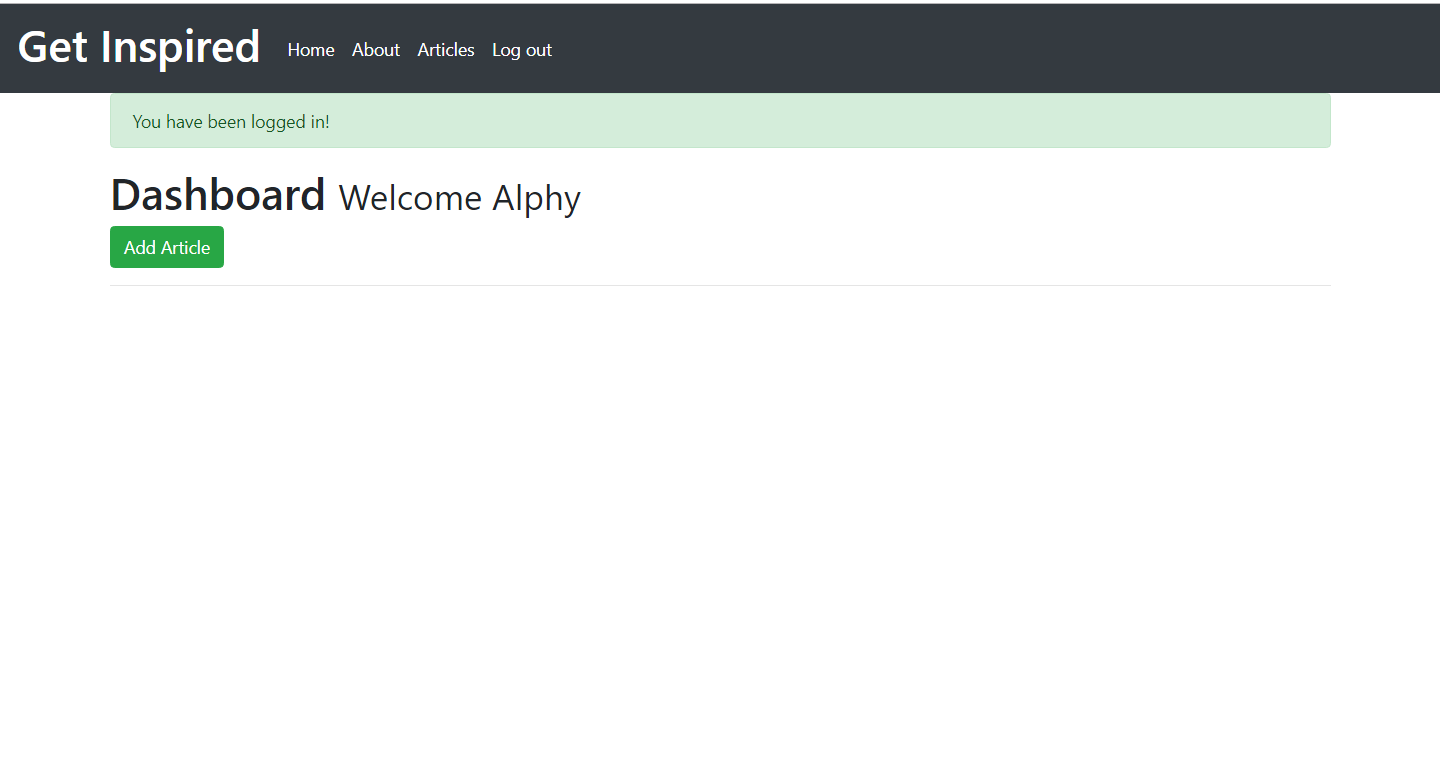 Get Inspired Home About Articles Log out
You have been logged in!
Dashboard Welcome Alphy
Add Article